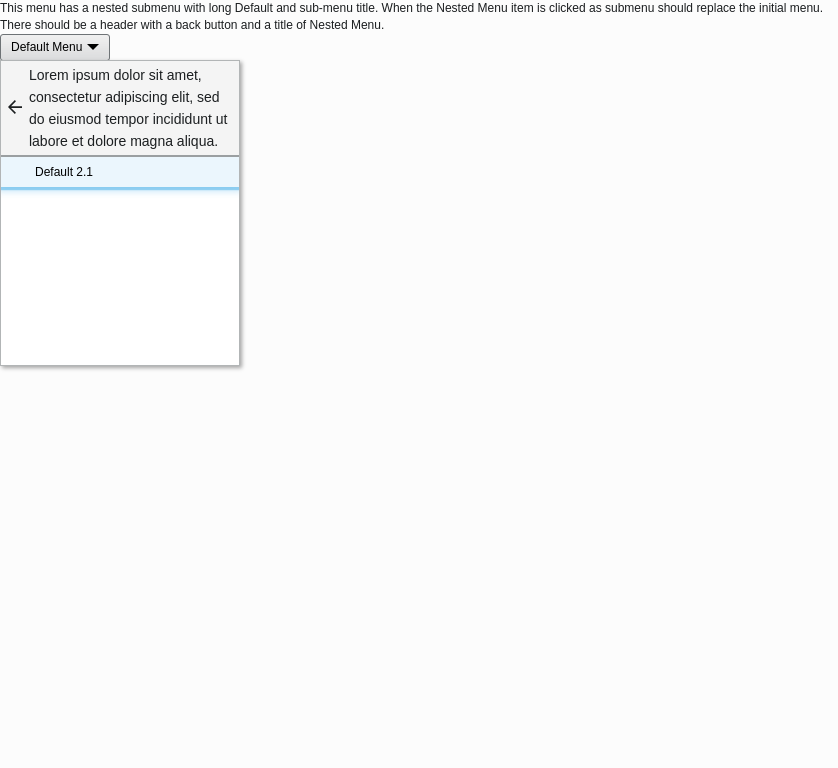 This menu has a nested submenu with long Default and sub-menu title. When the Nested Menu item is clicked as submenu should replace the initial menu.
There should be a header with a back button and a title of Nested Menu.
Default Menu
Lorem ipsum dolor sit amet,
consectetur adipiscing elit, sed
do eiusmod tempor incididunt ut
labore et dolore magna aliqua.
Default 2.1